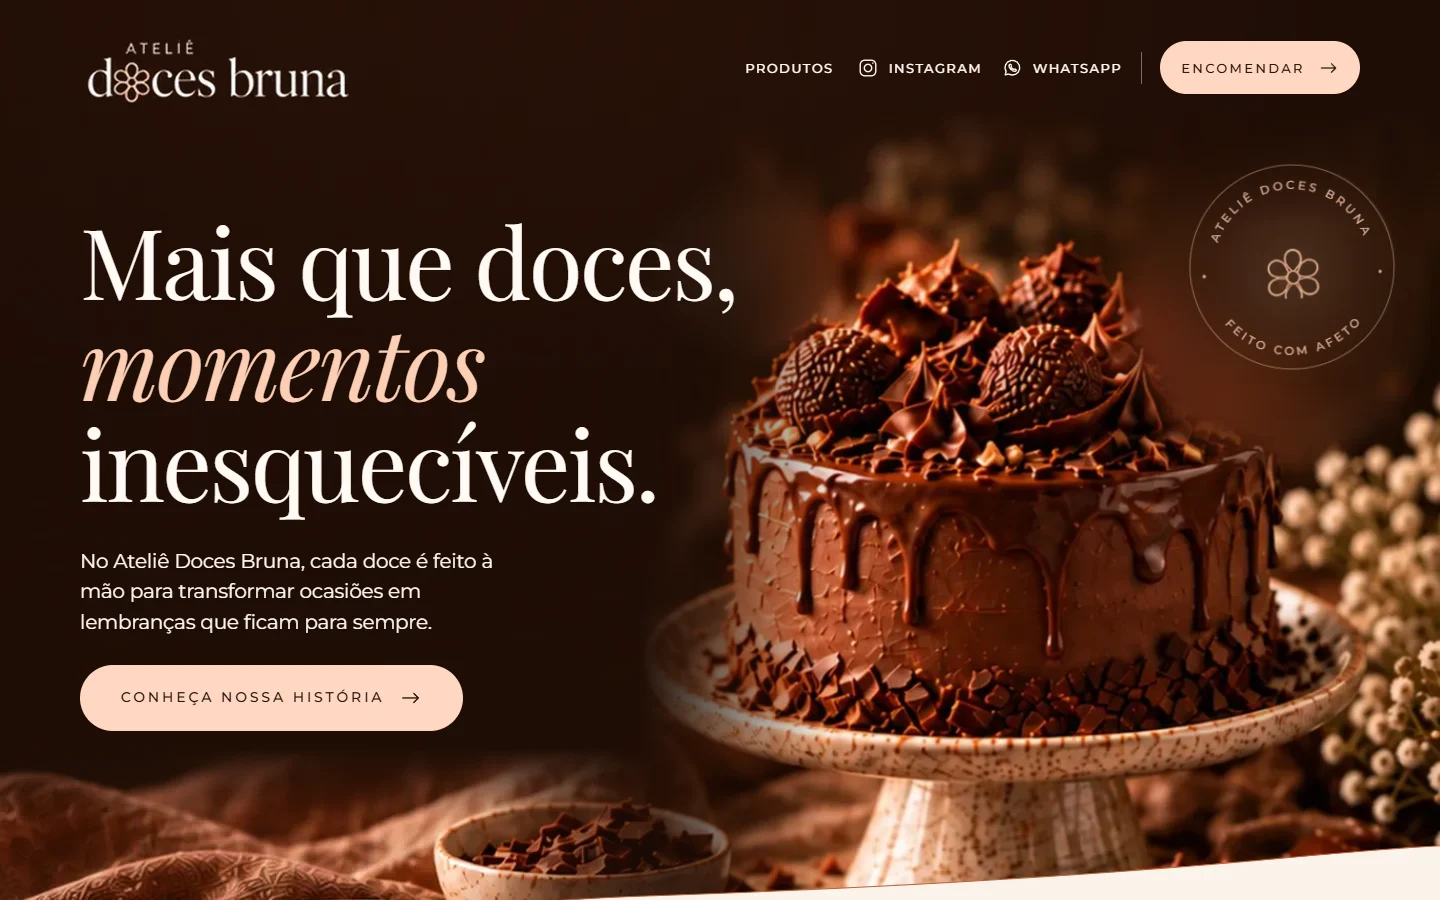 ATELIÊ
doces bruna
PRODUTOS
INSTAGRAM
WHATSAPP
ENCOMENDAR
ATELIÊ DOCES BRUNA
FEITO COM AFETO
Mais que doces,
momentos
inesquecíveis.
No Ateliê Doces Bruna, cada doce é feito à
mão para transformar ocasiões em
lembranças que ficam para sempre.
CONHEÇA NOSSA HISTÓRIA